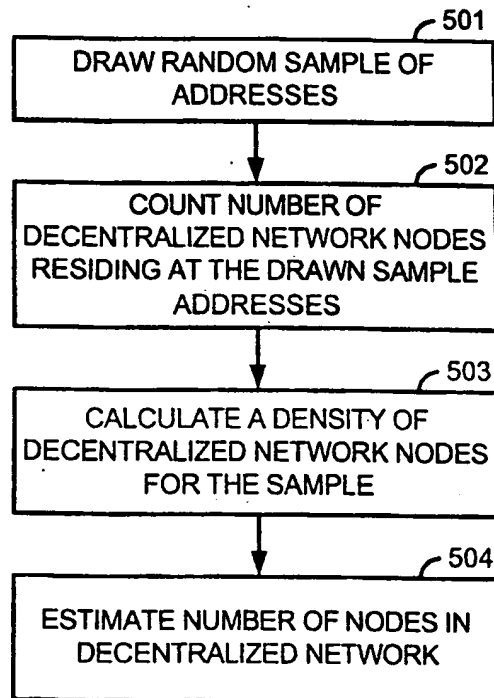 501
DRAW RANDOM SAMPLE OF
ADDRESSES
502
COUNT NUMBER OF
DECENTRALIZED NETWORK NODES
RESIDING AT THE DRAWN SAMPLE
ADDRESSES
503
CALCULATE A DENSITY OF
DECENTRALIZED NETWORK NODES
FOR THE SAMPLE
504
ESTIMATE NUMBER OF NODES IN
DECENTRALIZED NETWORK